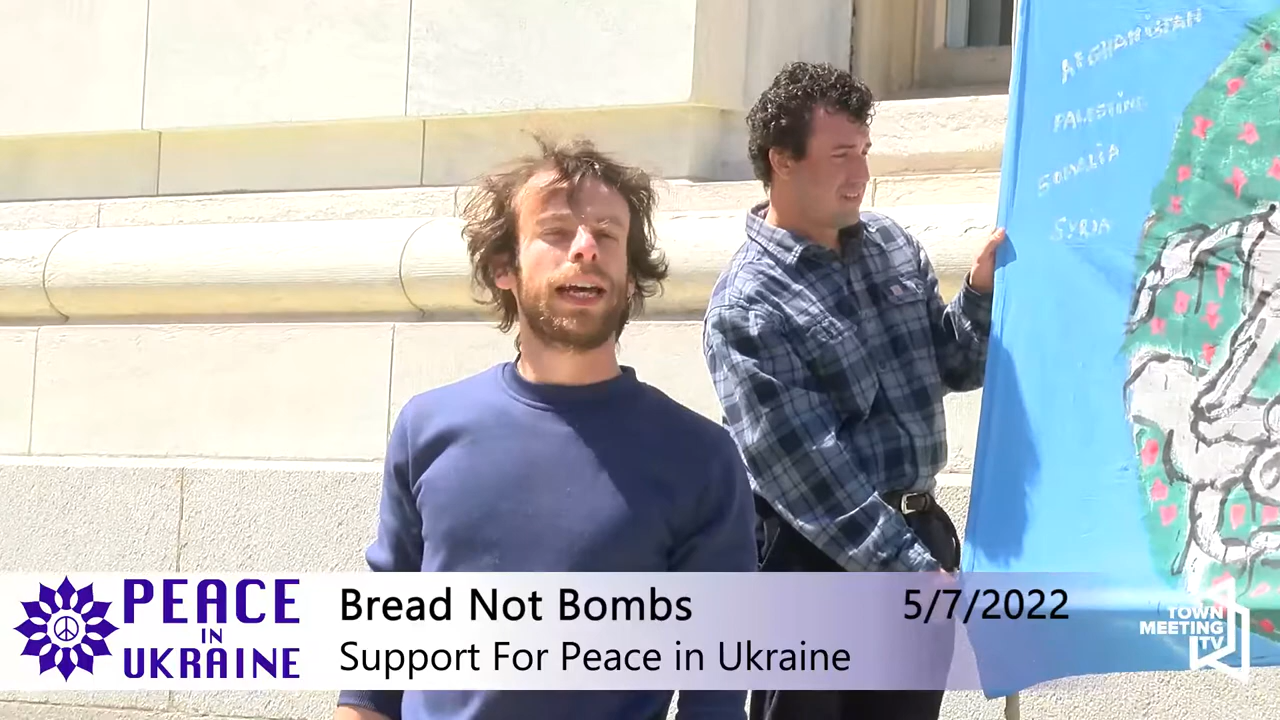 AFGHANISTAN
PALESTINE
SOMALIA
SYRIA
PEACE
IN
UKRAINE
Bread Not Bombs
5/7/2022
Support For Peace in Ukraine
TOWN
MEETING
TV